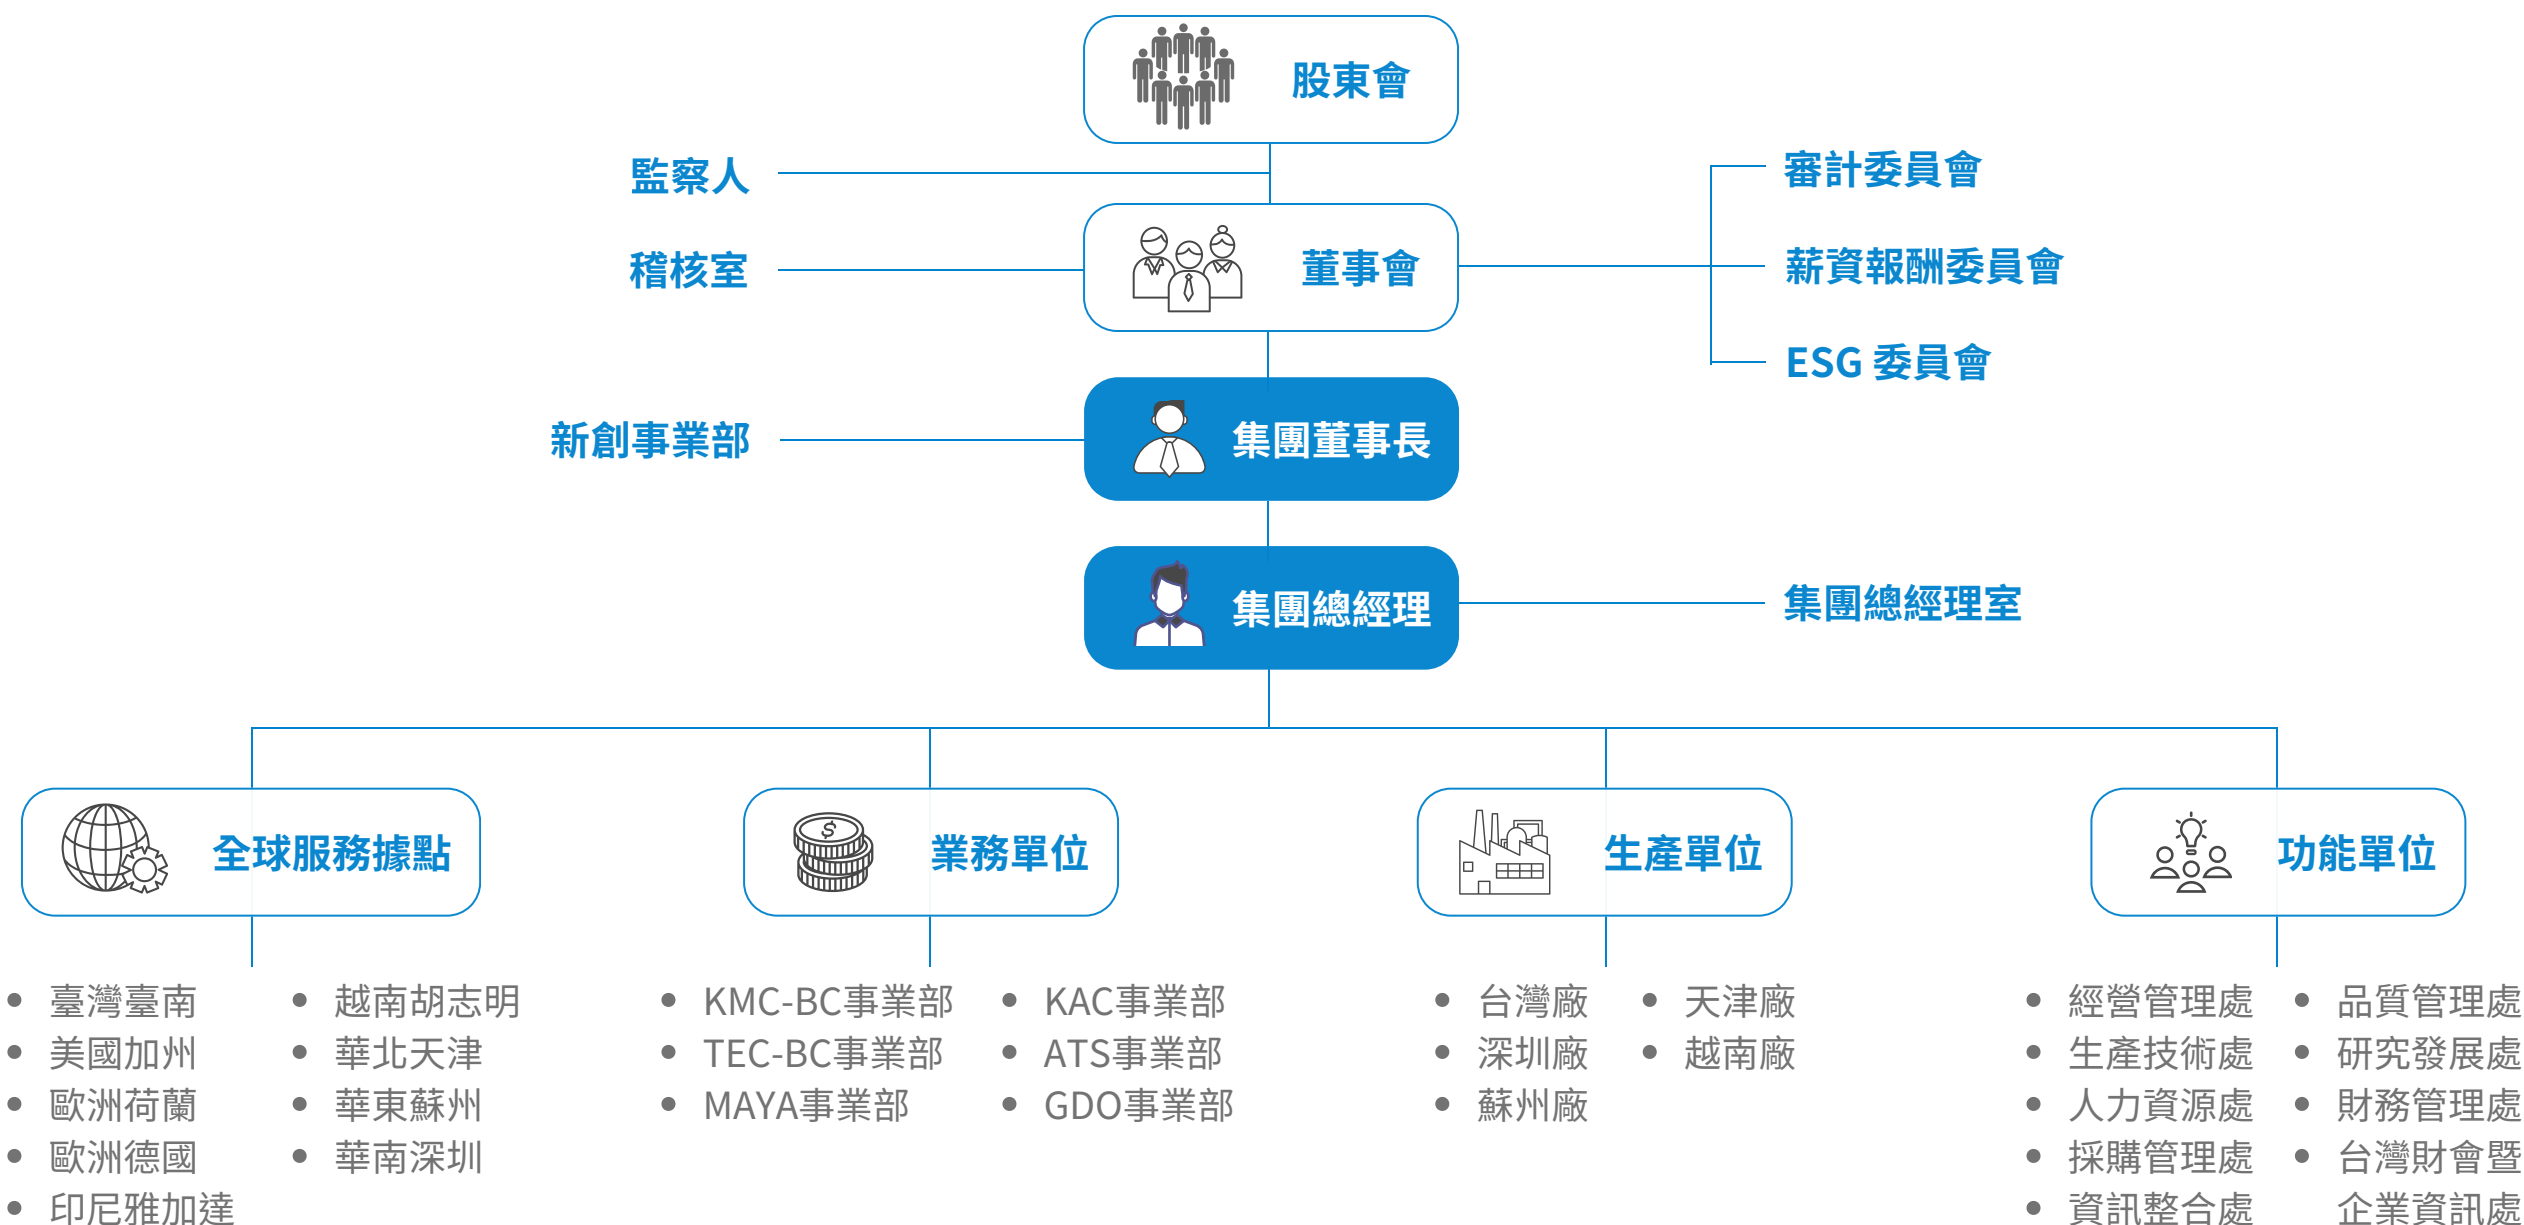 股東會
監察人
審計委員會
稽核室
董事會
薪資報酬委員會
ESG 委員會
新創事業部
集團董事長
集團總經理
集團總經理室
全球服務據點
業務單位
生產單位
功能單位
臺灣臺南
美國加州
歐洲荷蘭
歐洲德國
印尼雅加達
越南胡志明
華北天津
華東蘇州
華南深圳
KMC-BC事業部
TEC-BC事業部
MAYA事業部
KAC事業部
ATS事業部
GDO事業部
台灣廠
深圳廠
蘇州廠
天津廠
越南廠
經營管理處
生產技術處
人力資源處
採購管理處
資訊整合處
品質管理處
研究發展處
財務管理處
台灣財會暨
企業資訊處